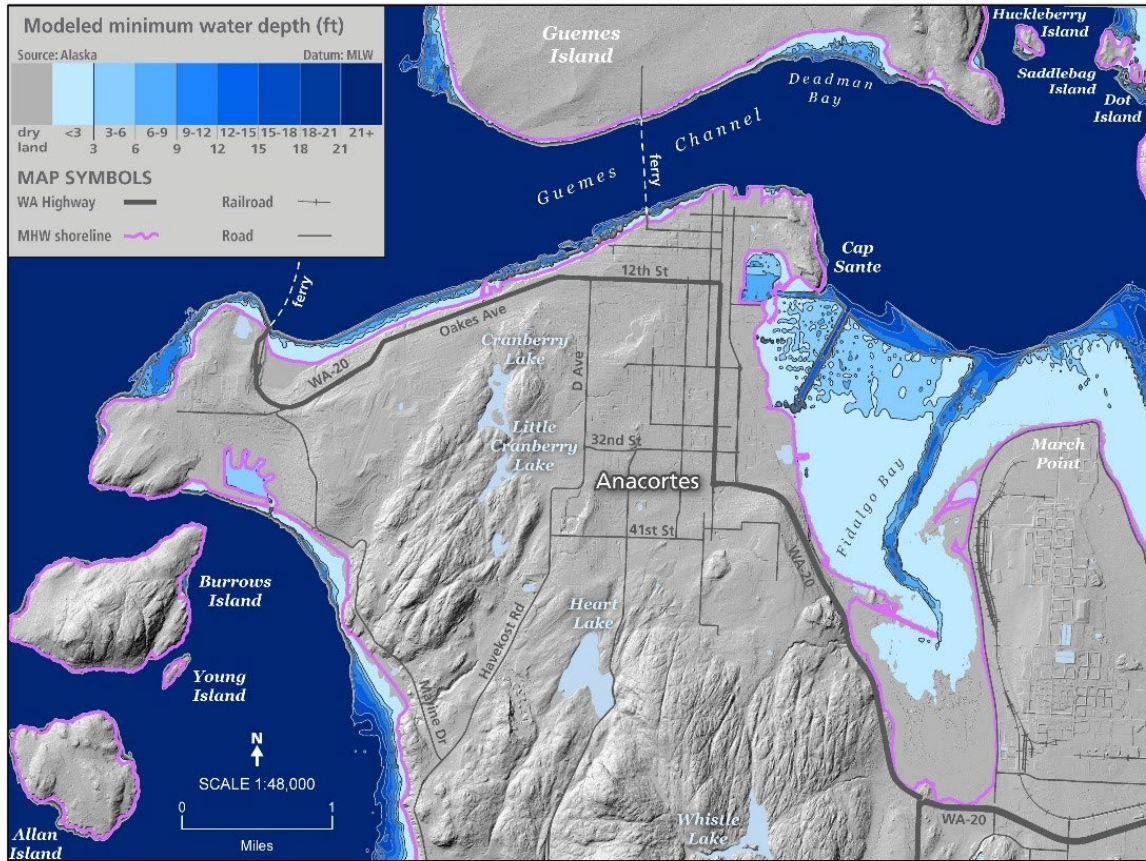 Modeled minimum water depth (ft)
Source: Alaska Datum: MLW
dry land <3 3-6 6-9 9-12 12-15 15-18 18-21 21+
3 6 9 12 15 18 21
MAP SYMBOLS
WA Highway Railroad
MHW shoreline Road
Guemes
Island
Huckleberry
Island
Saddlebag
Island
Dot
Island
Deadman
Bay
Guemes Channel
ferry
ferry
Cap
Sante
12th St
Oakes Ave
WA-20
Cranberry
Lake
D Ave
Little
Cranberry
Lake
32nd St
March
Point
Anacortes
Fidalgo Bay
41st St
WA-20
Burrows
Island
Heart
Lake
Havekost Rd
Young
Island
Marine Dr
N
SCALE 1:48,000
0 1
Miles
Allan
Island
Whistle
Lake
WA-20